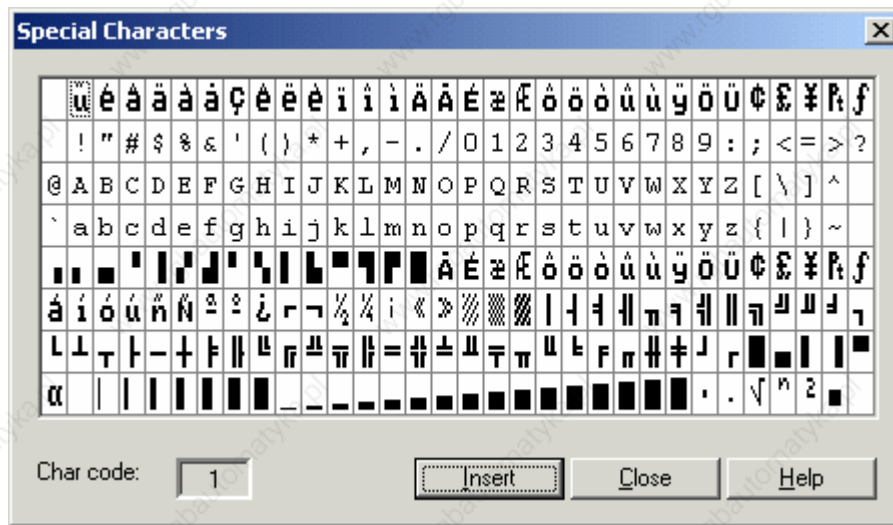 Special Characters
ü é â ä à å ç ê ë è ï î ì Ä Å É æ Æ ô ö ò û ù ÿ Ö Ü ¢ £ ¥ ₧ ƒ
! " # $ % & ' ( ) * + , - . / 0 1 2 3 4 5 6 7 8 9 : ; < = > ?
@ A B C D E F G H I J K L M N O P Q R S T U V W X Y Z [ \ ] ^
` a b c d e f g h i j k l m n o p q r s t u v w x y z { | } ~
Å É æ Æ ô ö ò û ù ÿ Ö Ü ¢ £ ¥ ₧ ƒ
á í ó ú ñ Ñ ª º ¿ ⌐ ¬ ½ ¼ ¡ « » ░ ▒ ▓ │ ┤ ╡ ╢ ╖ ╕ ╣ ║ ╗ ╝ ╜ ╛ ┐
└ ┴ ┬ ├ ─ ┼ ╞ ╟ ╚ ╔ ╩ ╦ ╠ ═ ╬ ╧ ╨ ╤ ╥ ╙ ╘ ╒ ╓ ╫ ╪ ┘ ┌ █ ▄ ▌ ▐ ▀
α · . √ ⁿ ² ■
Char code: 1
Insert Close Help